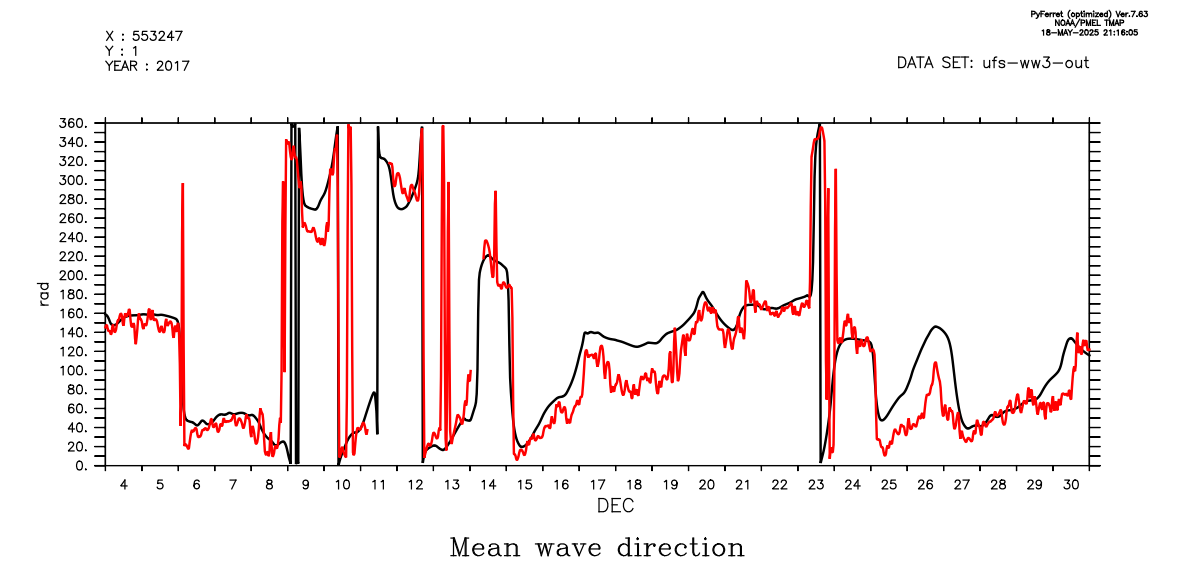 PyFerret (optimized) Ver.7.63
NOAA/PMEL TMAP
18-MAY-2025 21:16:05
X : 553247
Y : 1
YEAR : 2017
DATA SET: ufs-ww3-out
360.
340.
320.
300.
280.
260.
240.
220.
200.
180.
160.
140.
120.
100.
80.
60.
40.
20.
0.
rad
4 5 6 7 8 9 10 11 12 13 14 15 16 17 18 19 20 21 22 23 24 25 26 27 28 29 30
DEC
Mean wave direction